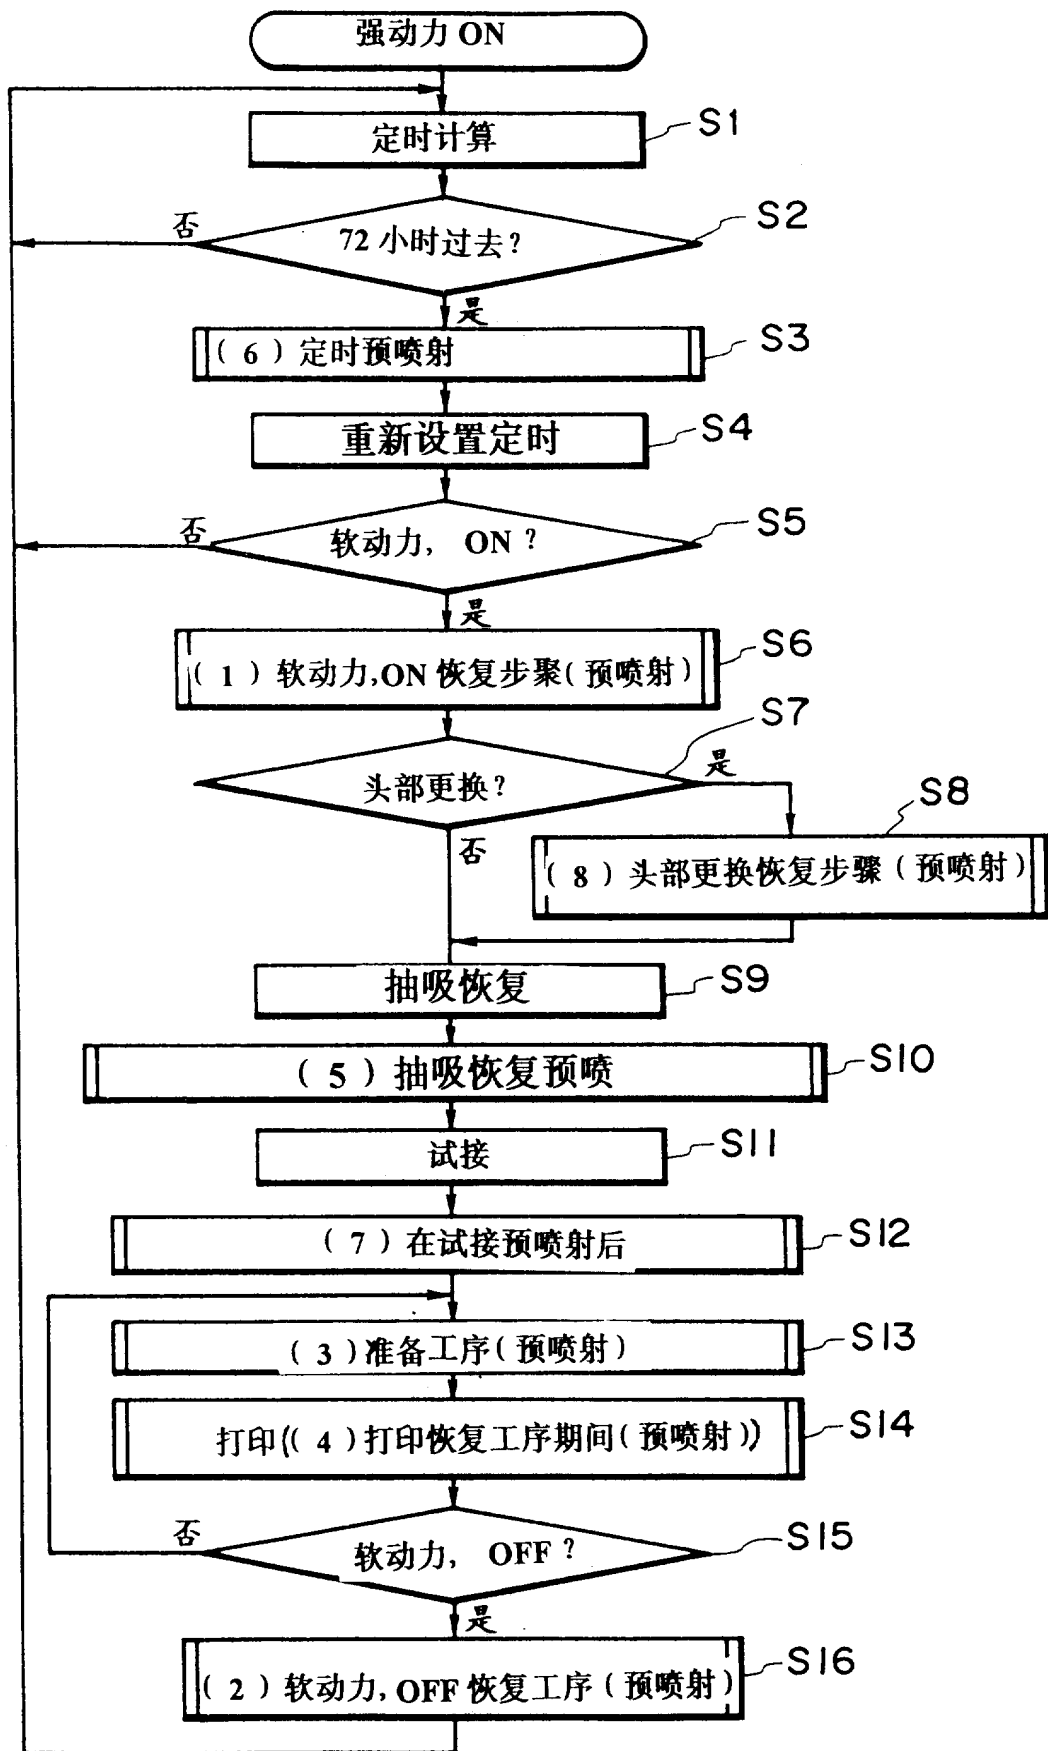 强动力 ON
定时计算
S1
72 小时过去？
S2
否
是
(6) 定时预喷射
S3
重新设置定时
S4
软动力, ON？
S5
否
是
(1) 软动力,ON 恢复步聚(预喷射)
S6
头部更换？
S7
是
否
(8) 头部更换恢复步骤(预喷射)
S8
抽吸恢复
S9
(5) 抽吸恢复预喷
S10
试接
S11
(7) 在试接预喷射后
S12
(3)准备工序(预喷射)
S13
打印((4)打印恢复工序期间(预喷射))
S14
软动力, OFF？
S15
否
是
(2) 软动力,OFF 恢复工序(预喷射)
S16